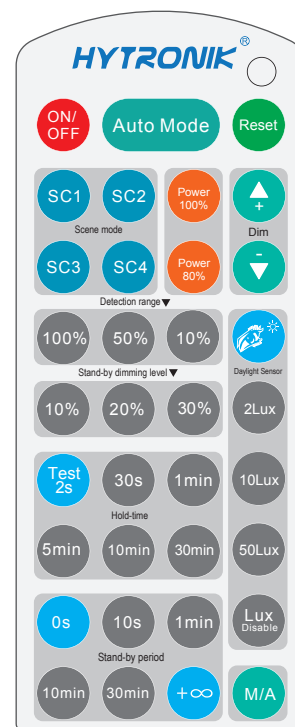 HYTRONIK®
ON/
OFF
Auto Mode
Reset
SC1
SC2
Power
100%
+
Scene mode
Dim
SC3
SC4
Power
80%
-
Detection range▼
100%
50%
10%
Daylight Sensor
Stand-by dimming level▼
10%
20%
30%
2Lux
Test
2s
30s
1min
10Lux
Hold-time
5min
10min
30min
50Lux
0s
10s
1min
Lux
Disable
Stand-by period
10min
30min
+∞
M/A